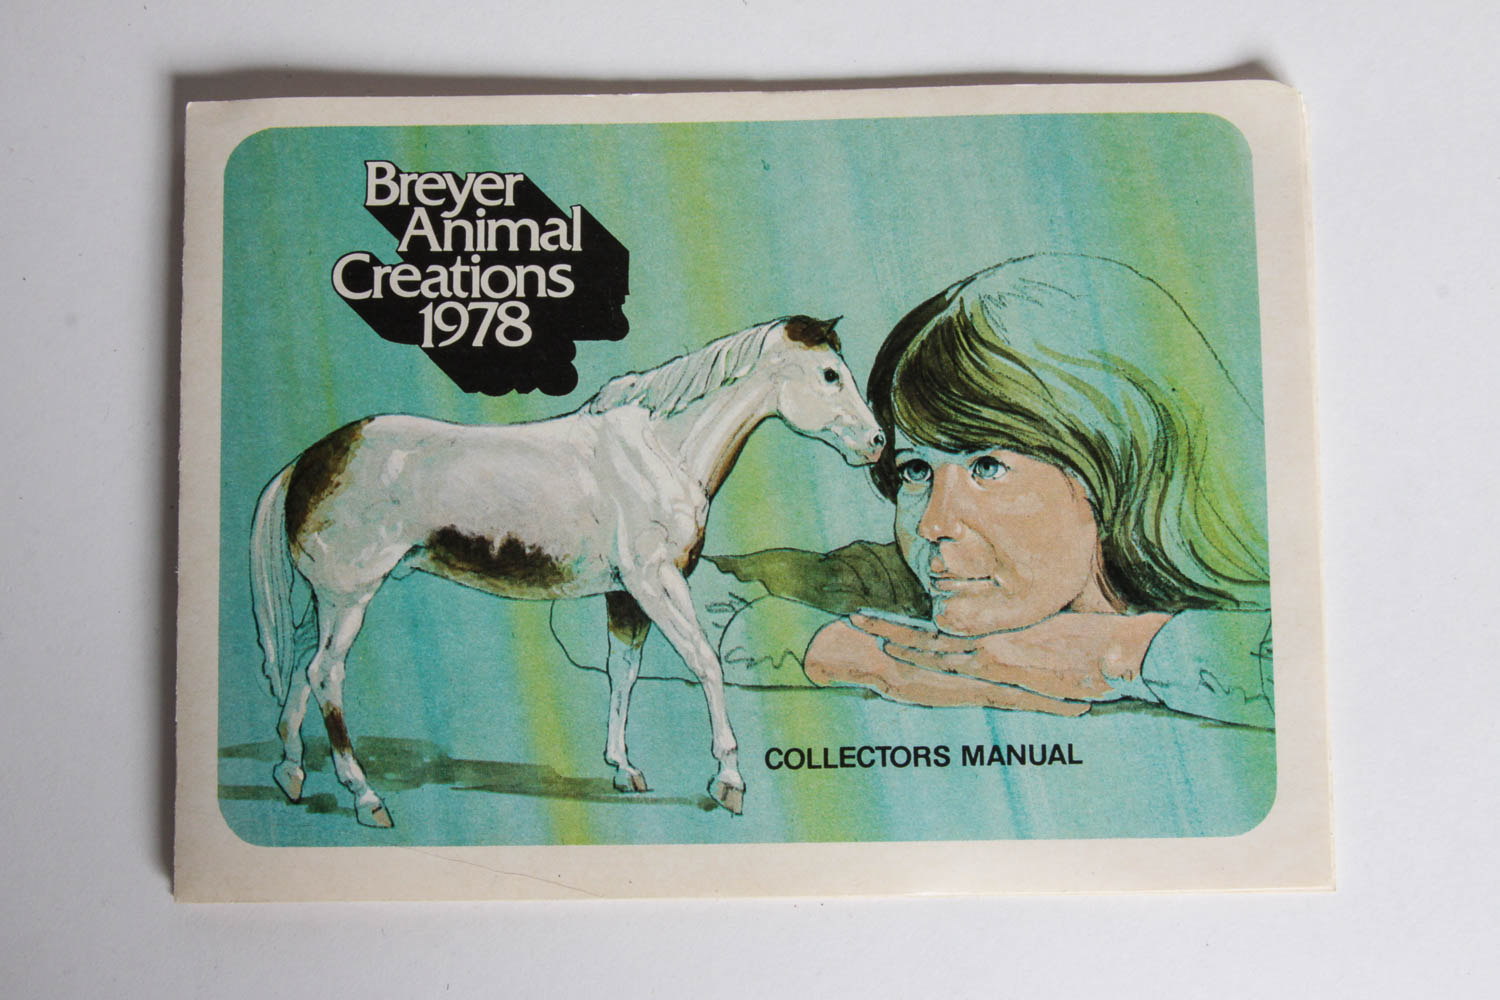 Breyer
Animal
Creations
1978
COLLECTORS MANUAL